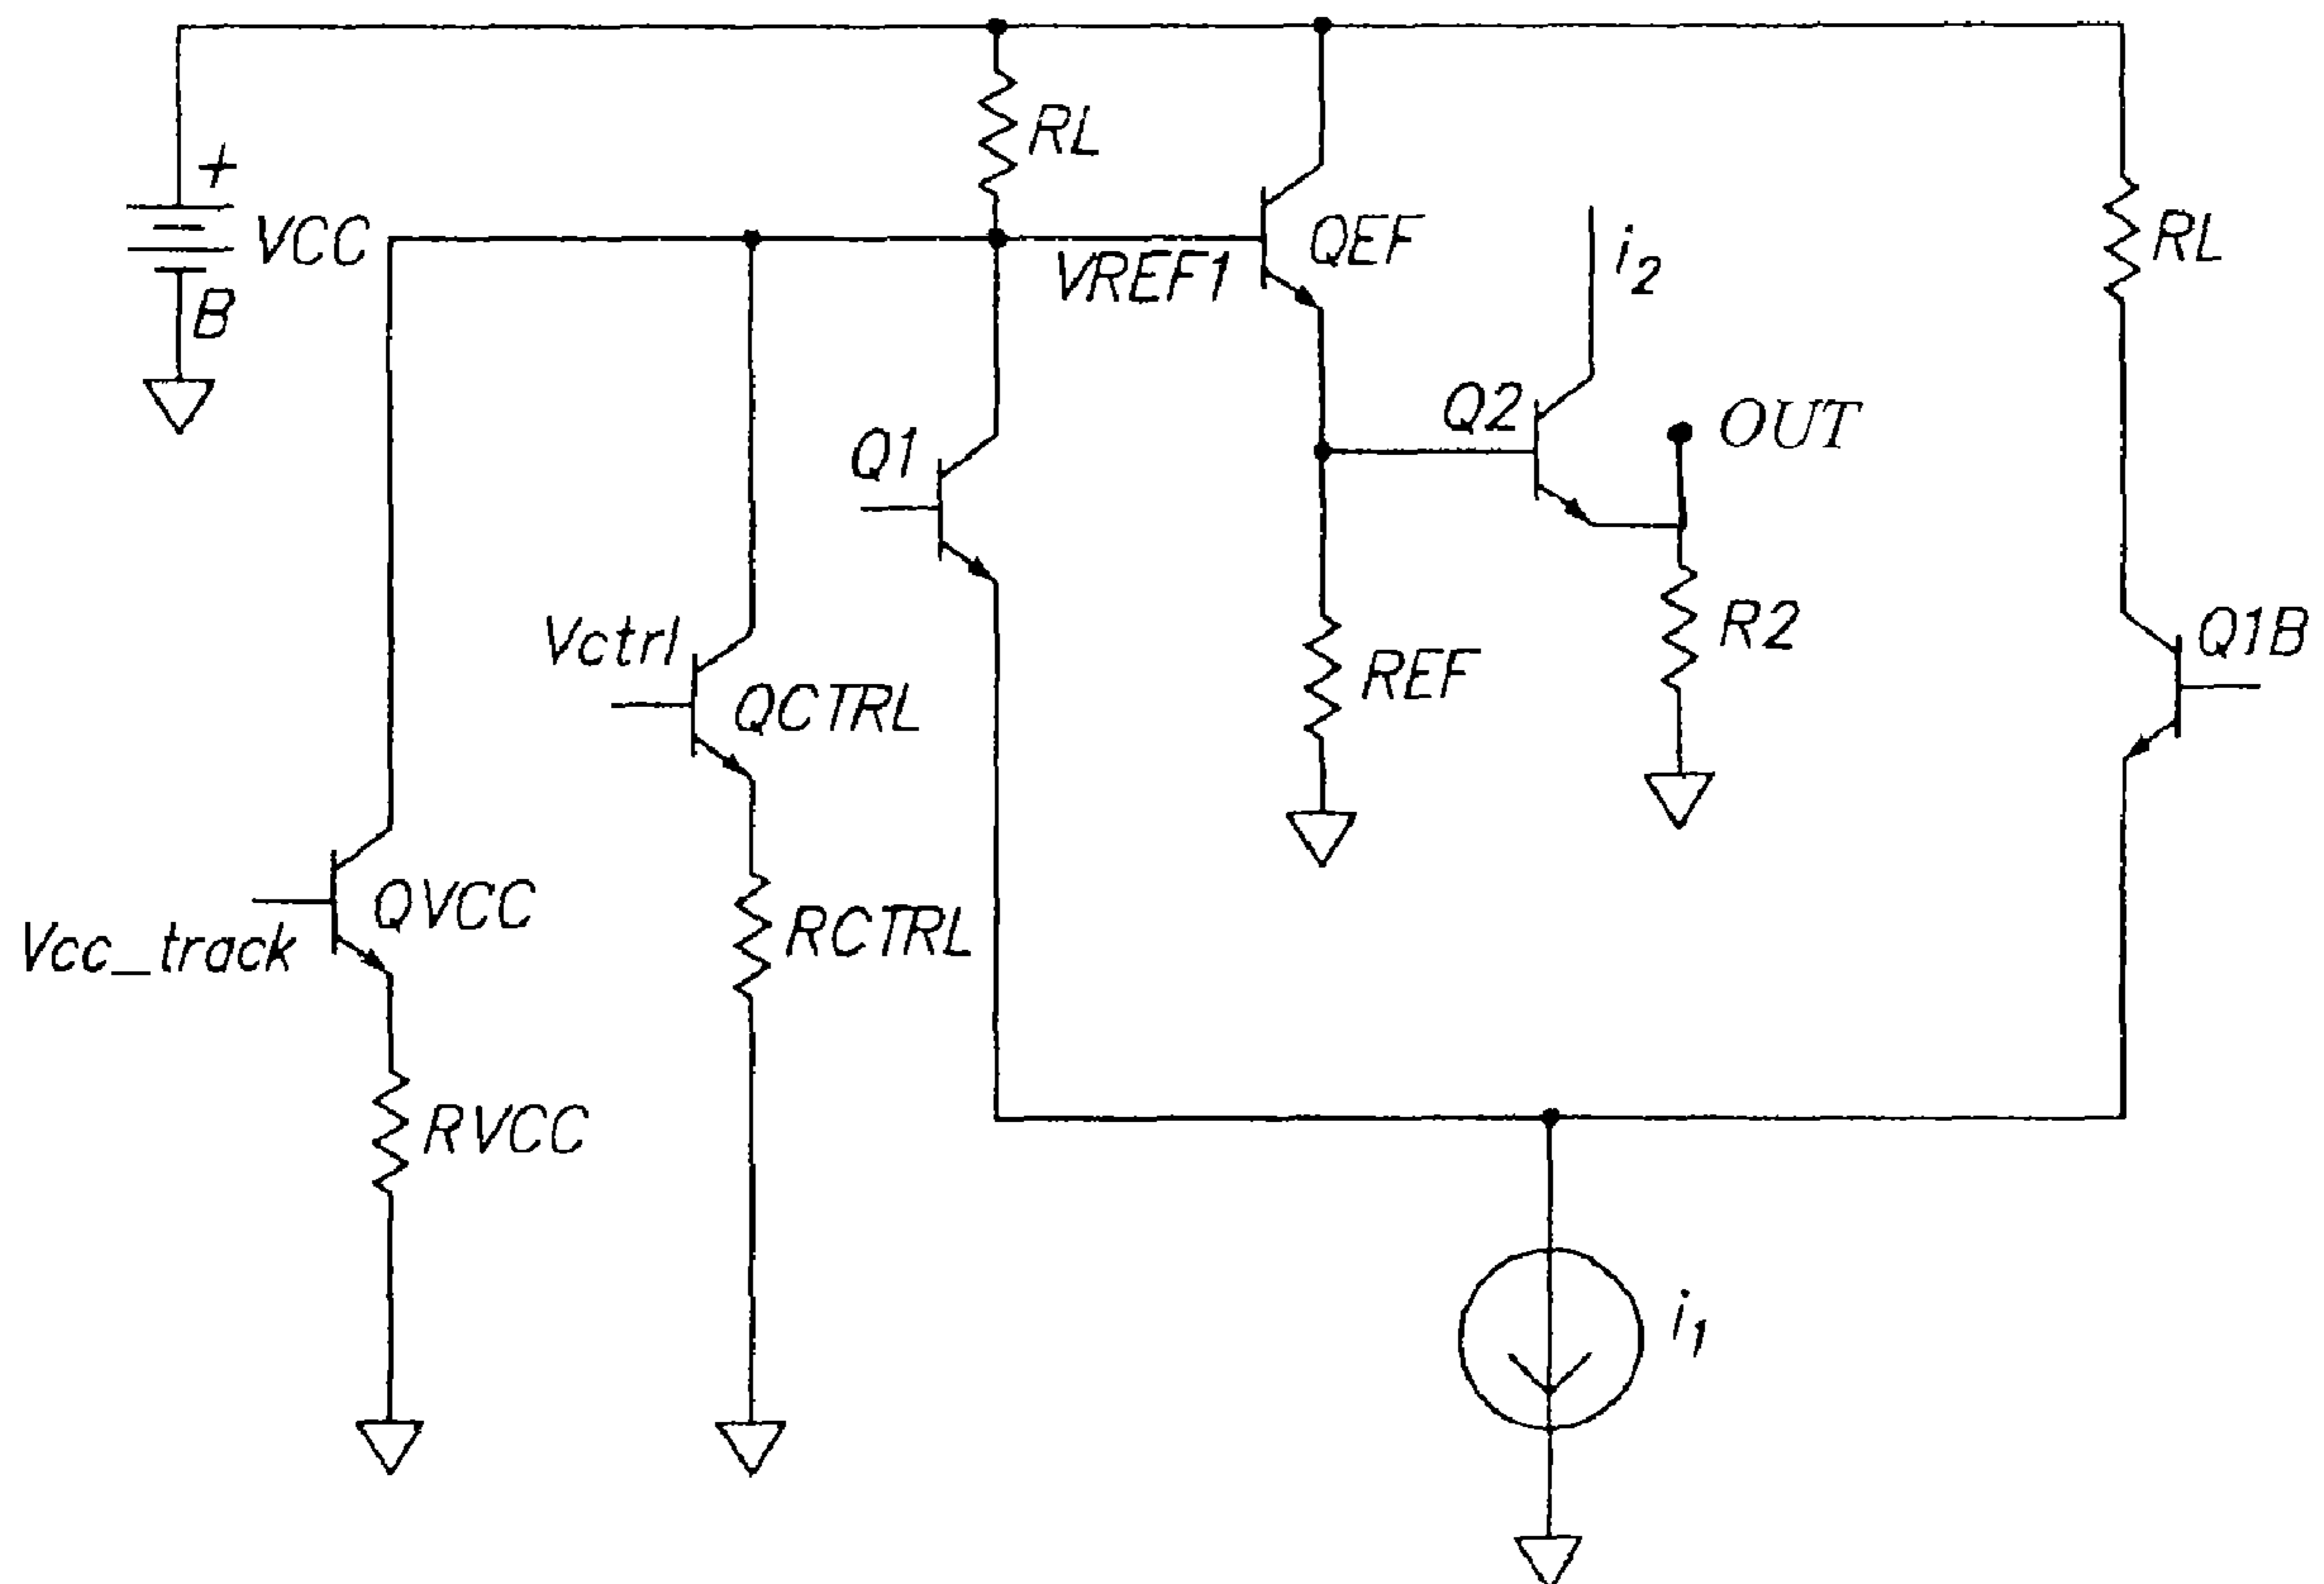 +
RL
VCC
B
VREF1
QEF
i2
RL
Q1
Q2
OUT
Vctrl
QCTRL
REF
R2
Q1B
QVCC
Vcc_track
RCTRL
RVCC
i1